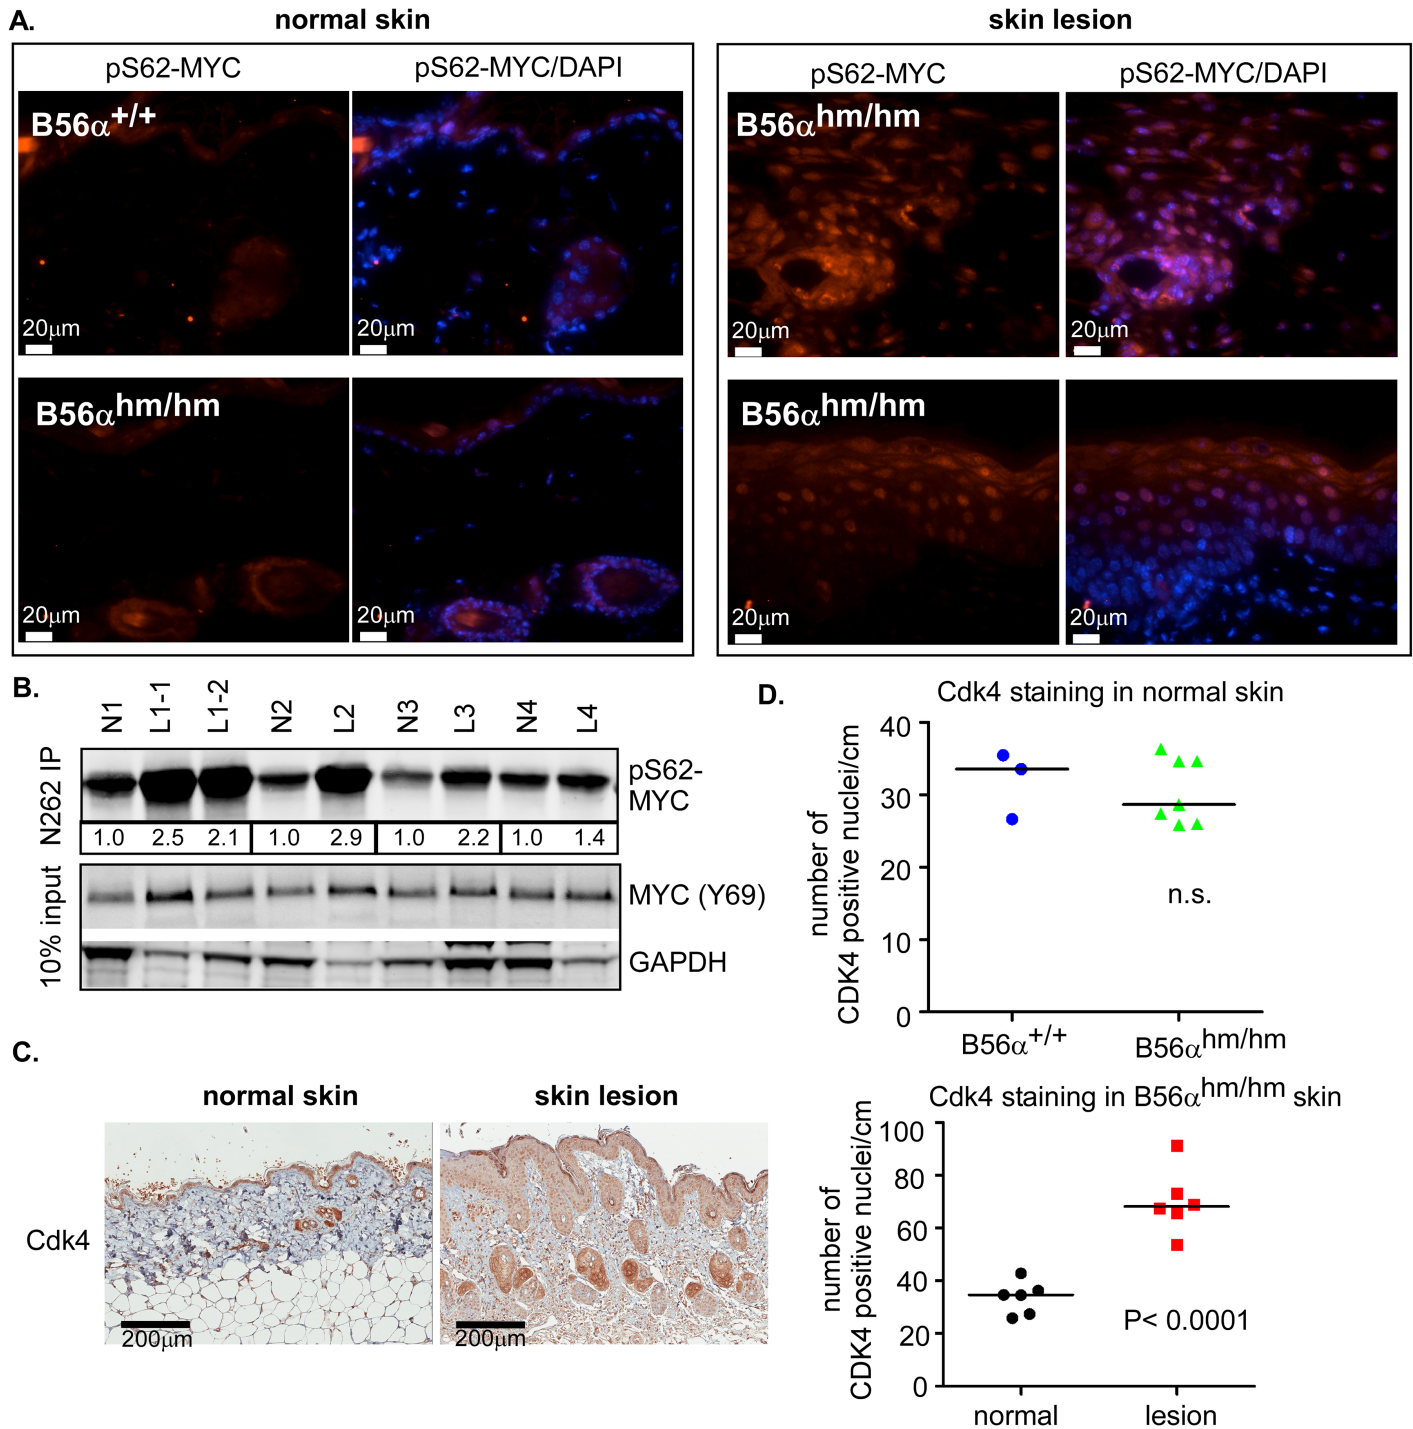 A.
normal skin
skin lesion
pS62-MYC
pS62-MYC/DAPI
pS62-MYC
pS62-MYC/DAPI
B56α+/+
B56αhm/hm
20µm
20µm
20µm
20µm
B56αhm/hm
B56αhm/hm
20µm
20µm
20µm
20µm
B.
N1
L1-1
L1-2
N2
L2
N3
L3
N4
L4
N262 IP
pS62-
MYC
1.0 2.5 2.1 1.0 2.9 1.0 2.2 1.0 1.4
10% input
MYC (Y69)
GAPDH
C.
normal skin
skin lesion
Cdk4
200µm
200µm
D.
Cdk4 staining in normal skin
number of
CDK4 positive nuclei/cm
40
30
20
10
0
n.s.
B56α+/+
B56αhm/hm
Cdk4 staining in B56αhm/hm skin
number of
CDK4 positive nuclei/cm
100
80
60
40
20
0
P< 0.0001
normal
lesion